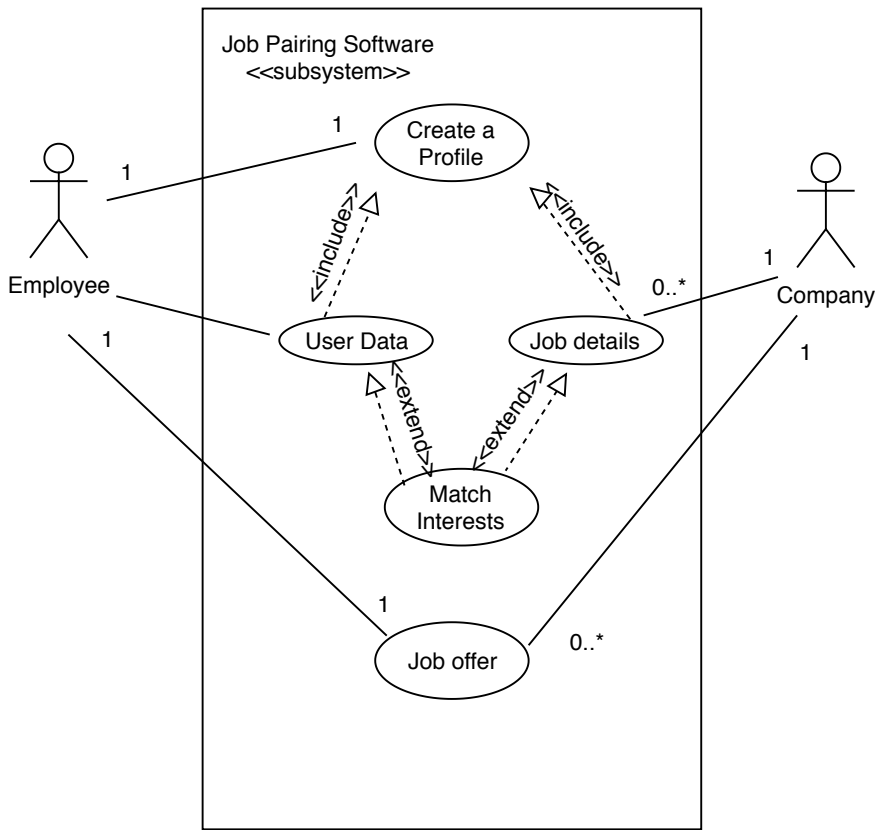 Job Pairing Software
<<subsystem>>
Create a
Profile
1
1
<<include>>
<<include>>
Employee
Company
1
0..*
User Data
Job details
1
1
<<extend>>
<<extend>>
Match
Interests
1
0..*
Job offer